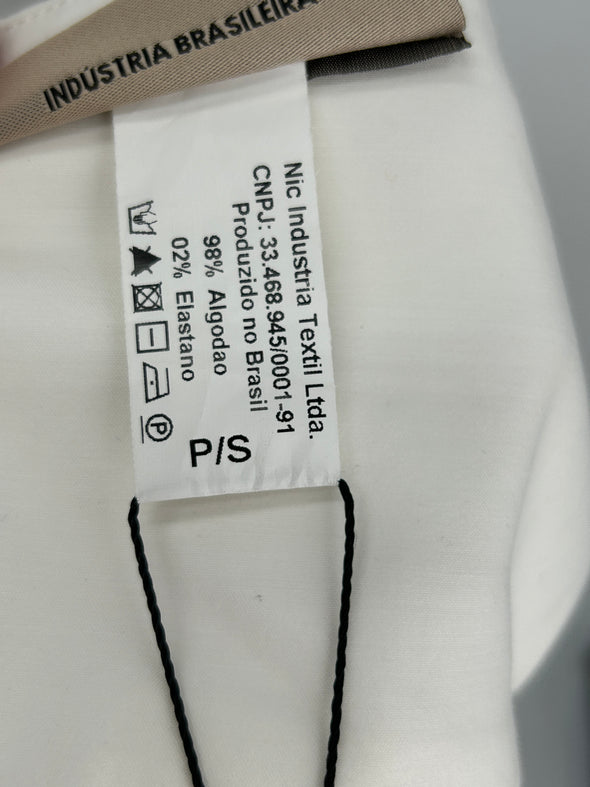 INDÚSTRIA BRASILEIRA
Nic Industria Textil Ltda.
CNPJ: 33.468.945/0001-91
Produzido no Brasil
98% Algodao
02% Elastano
P
P/S